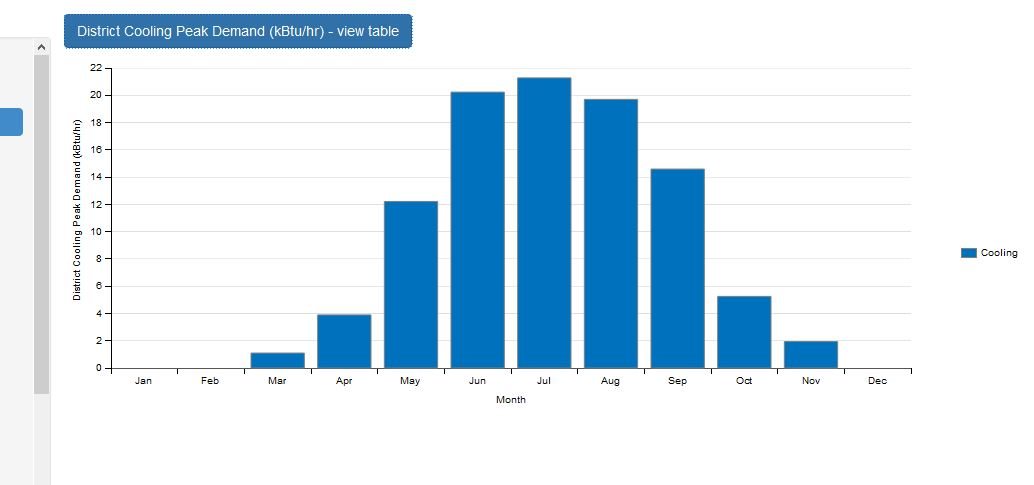 District Cooling Peak Demand (kBtu/hr) - view table
District Cooling Peak Demand (kBtu/hr)
22
20
18
16
14
12
10
8
6
4
2
0
Jan Feb Mar Apr May Jun Jul Aug Sep Oct Nov Dec
Month
Cooling